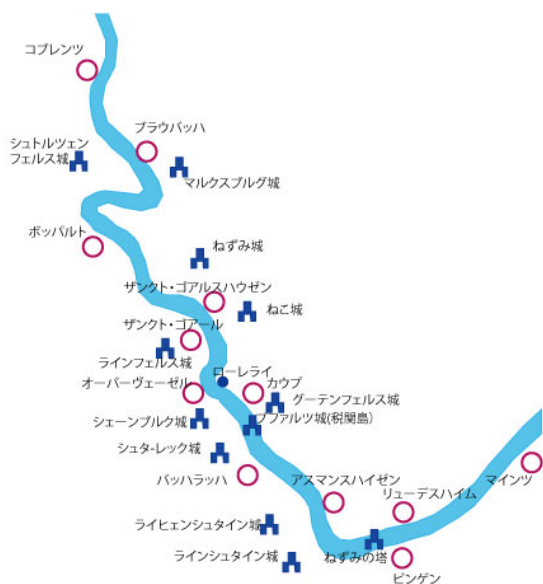 コブレンツ
ブラウバッハ
シュトルツェン
フェルス城
マルクスブルグ城
ボッパルト
ねずみ城
ザンクト・ゴアルスハウゼン
ねこ城
ザンクト・ゴアール
ラインフェルス城
ローレライ
オーバーヴェーゼル
カウプ
グーテンフェルス城
シェーンブルク城
プファルツ城(税関島)
シュターレック城
バッハラッハ
アスマンスハイゼン
マインツ
リューデスハイム
ライヒェンシュタイン城
ラインシュタイン城
ねずみの塔
ビンゲン